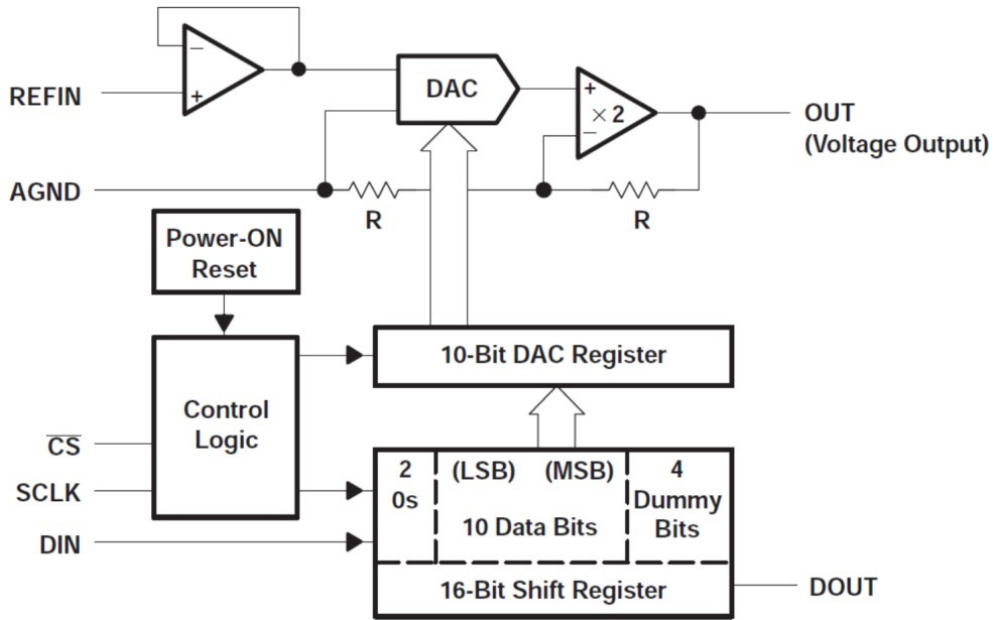 REFIN
−
+
DAC
+
× 2
−
OUT
(Voltage Output)
AGND
R
R
Power-ON
Reset
10-Bit DAC Register
Control
Logic
CS
SCLK
DIN
2
0s
(LSB)
(MSB)
10 Data Bits
4
Dummy
Bits
16-Bit Shift Register
DOUT